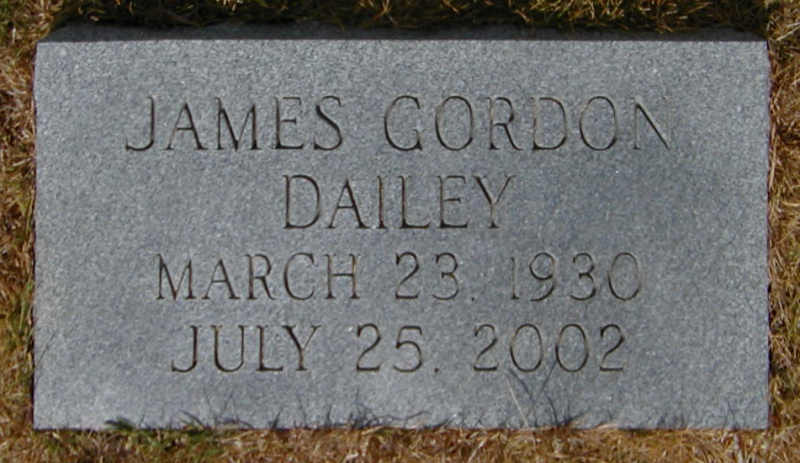 JAMES GORDON
DAILEY
MARCH 23, 1930
JULY 25, 2002